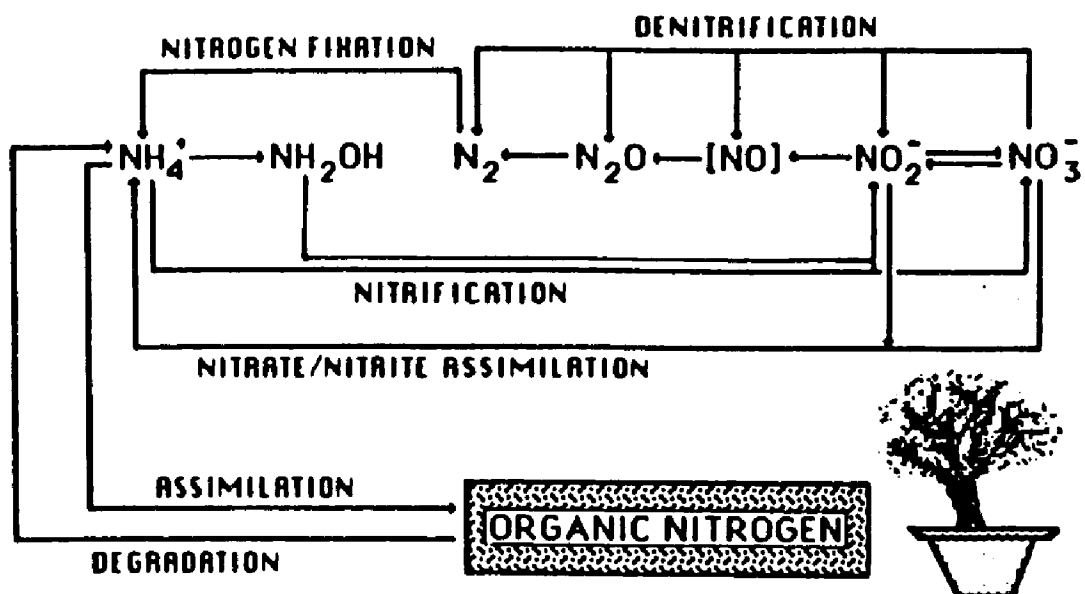 DENITRIFICATION
NITROGEN FIXATION
NH₄⁺ NH₂OH N₂ N₂O [NO] NO₂⁻ NO₃⁻
NITRIFICATION
NITRATE/NITRITE ASSIMILATION
ASSIMILATION
ORGANIC NITROGEN
DEGRADATION